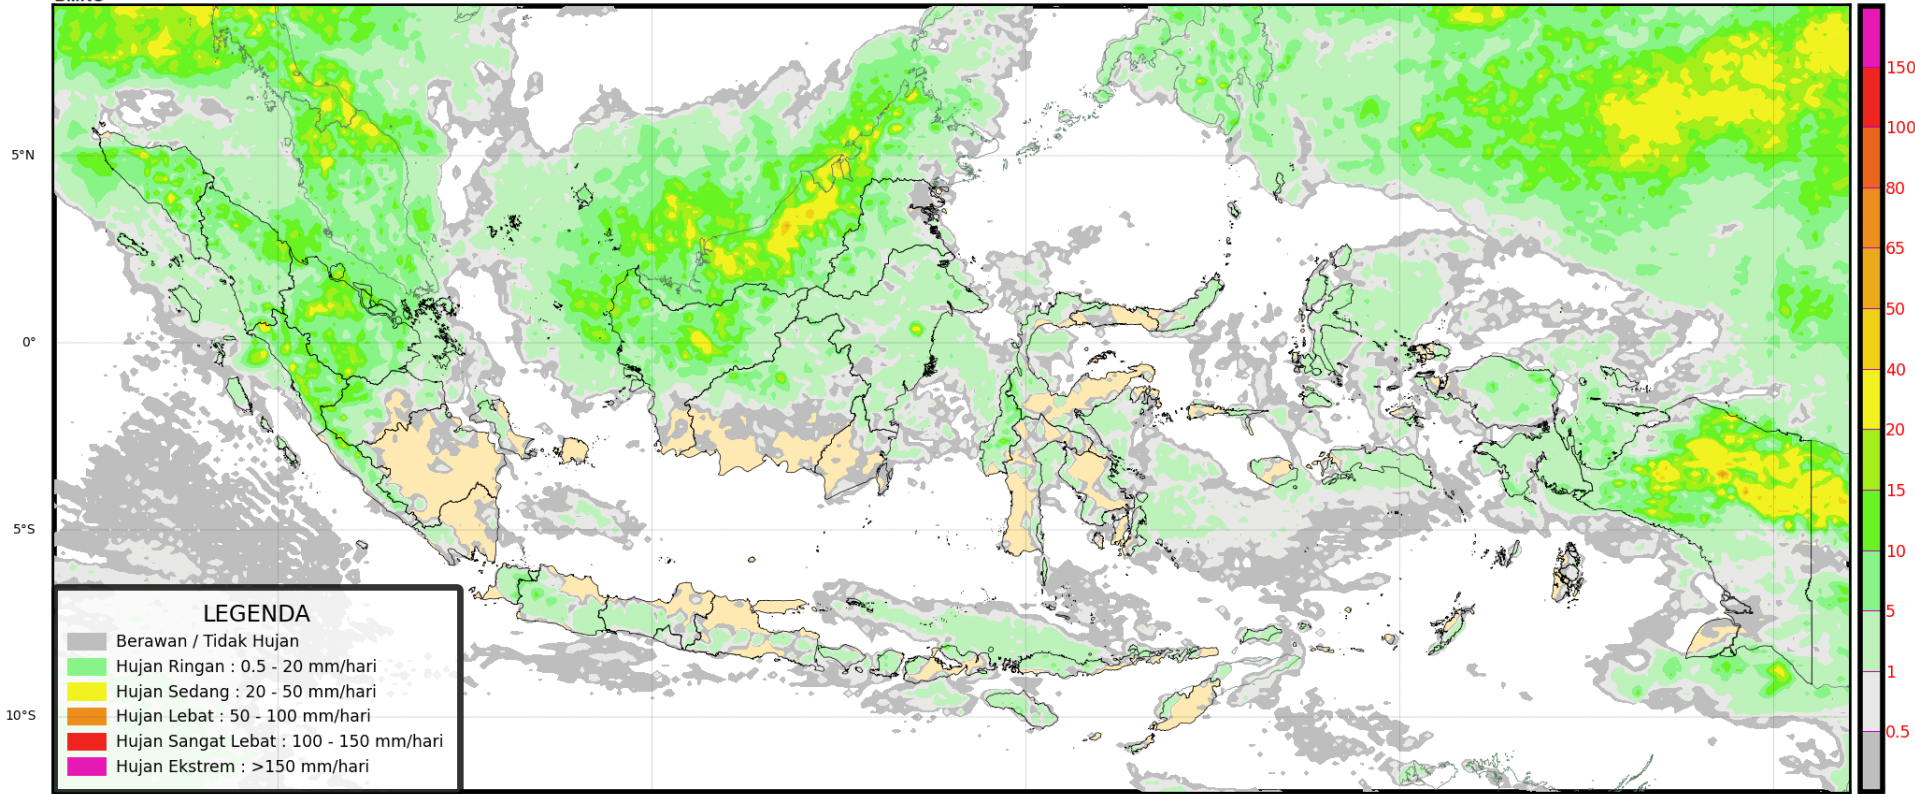 5°N
0°
5°S
10°S
LEGENDA
Berawan / Tidak Hujan
Hujan Ringan : 0.5 - 20 mm/hari
Hujan Sedang : 20 - 50 mm/hari
Hujan Lebat : 50 - 100 mm/hari
Hujan Sangat Lebat : 100 - 150 mm/hari
Hujan Ekstrem : >150 mm/hari
150
100
80
65
50
40
20
15
10
5
1
0.5